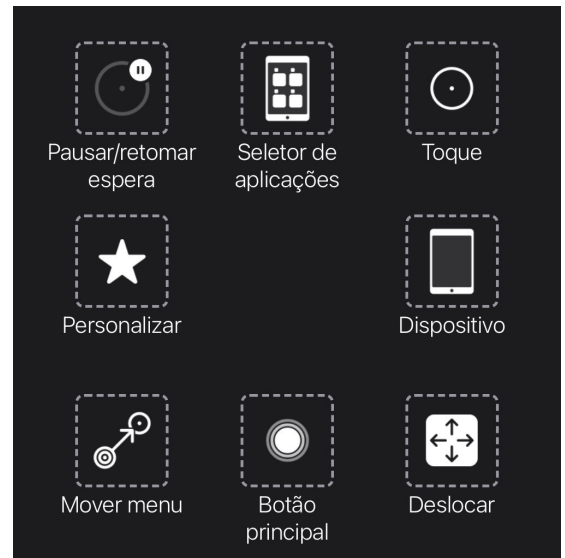 Pausar/retomar
espera
Seletor de
aplicações
Toque
Personalizar
Dispositivo
Mover menu
Botão
principal
Deslocar